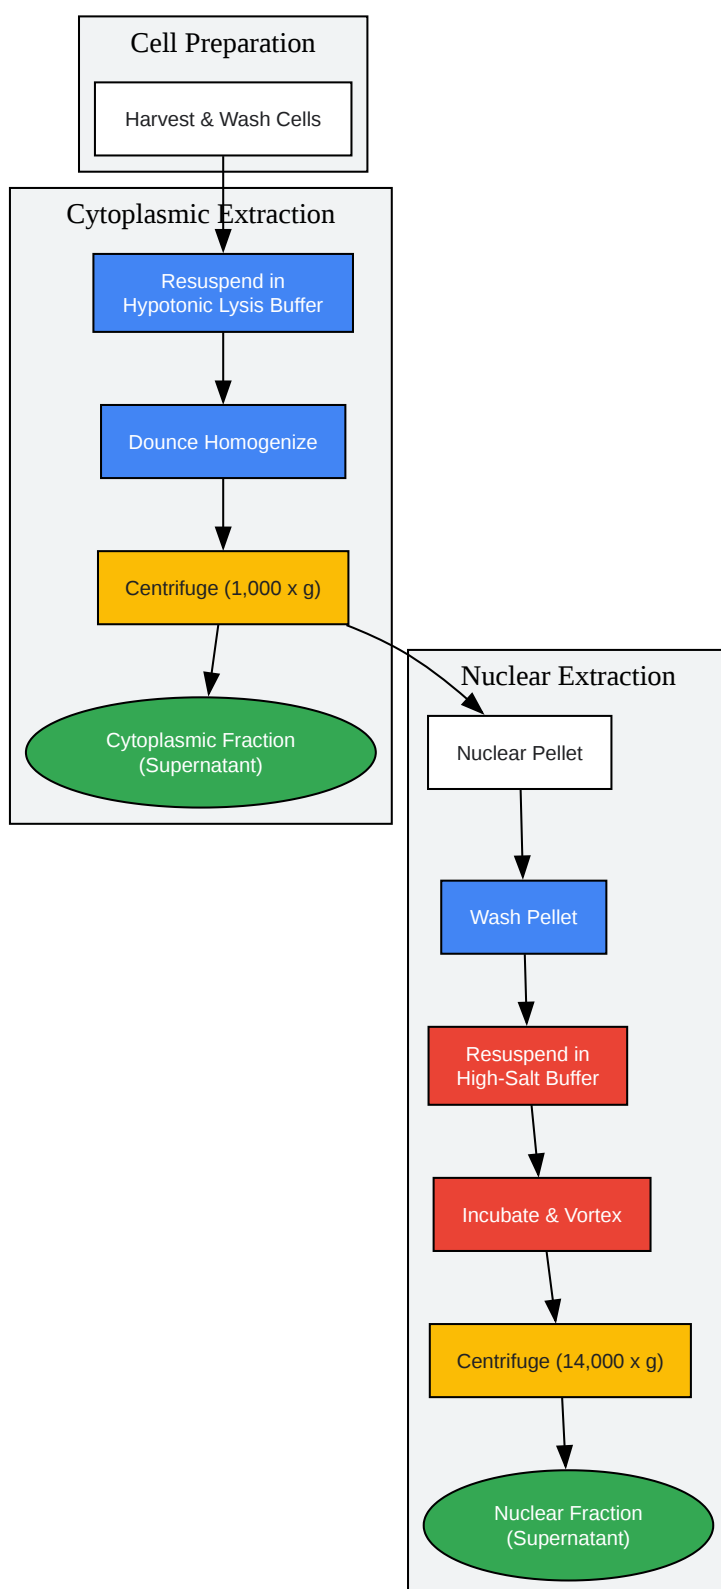 Cell Preparation
Harvest & Wash Cells
Cytoplasmic Extraction
Resuspend in
Hypotonic Lysis Buffer
Dounce Homogenize
Centrifuge (1,000 x g)
Cytoplasmic Fraction
(Supernatant)
Nuclear Extraction
Nuclear Pellet
Wash Pellet
Resuspend in
High-Salt Buffer
Incubate & Vortex
Centrifuge (14,000 x g)
Nuclear Fraction
(Supernatant)